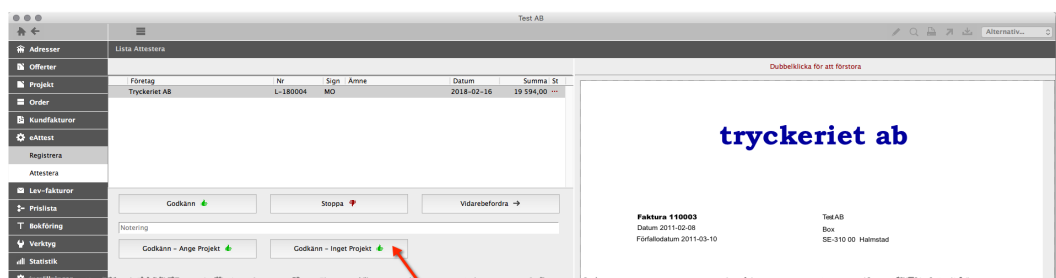 Test AB
Alternativ...
Adresser
Offerter
Projekt
Order
Kundfakturor
eAttest
Registrera
Attestera
Lev-fakturor
Prislista
Bokföring
Verktyg
Statistik
Lista Attestera
Företag Nr Sign Ämne Datum Summa St
Tryckeriet AB L-180004 MO 2018-02-16 19 594,00 ...
Godkänn
Stoppa
Vidarebefordra →
Notering
Godkänn – Ange Projekt
Godkänn – Inget Projekt
Dubbelklicka för att förstora
tryckeriet ab
Faktura 110003
Datum 2011-02-08
Förfallodatum 2011-03-10
Test AB
Box
SE-310 00 Halmstad